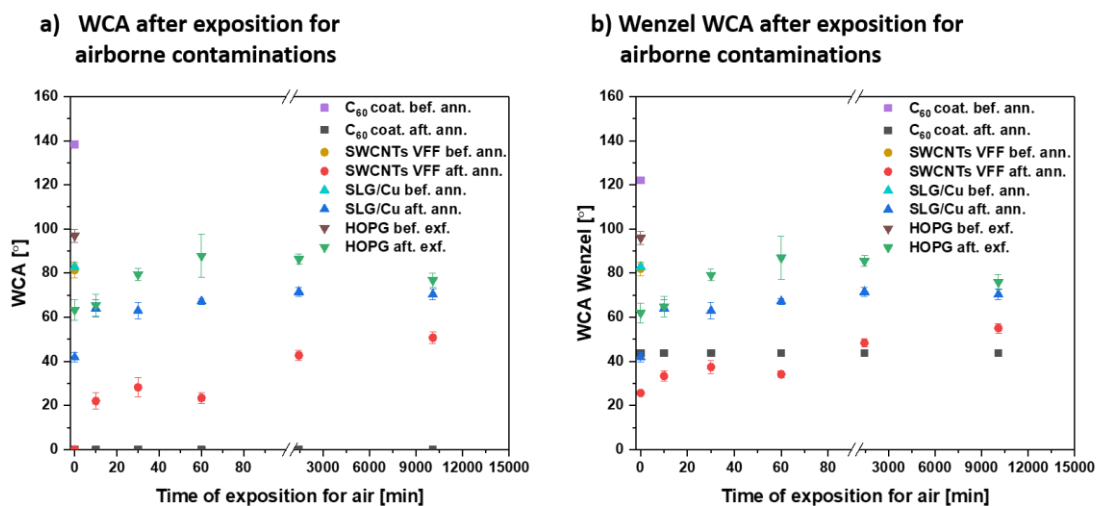 a) WCA after exposition for
airborne contaminations
160
140
120
100
80
60
40
20
0
WCA [°]
C₆₀ coat. bef. ann.
C₆₀ coat. aft. ann.
SWCNTs VFF bef. ann.
SWCNTs VFF aft. ann.
SLG/Cu bef. ann.
SLG/Cu aft. ann.
HOPG bef. exf.
HOPG aft. exf.
0 20 40 60 3000 6000 9000 12000 15000
Time of exposition for air [min]
b) Wenzel WCA after exposition for
airborne contaminations
160
140
120
100
80
60
40
20
0
WCA Wenzel [°]
C₆₀ coat. bef. ann.
C₆₀ coat. aft. ann.
SWCNTs VFF bef. ann.
SWCNTs VFF aft. ann.
SLG/Cu bef. ann.
SLG/Cu aft. ann.
HOPG bef. exf.
HOPG aft. exf.
0 20 40 60 3000 6000 9000 12000 15000
Time of exposition for air [min]